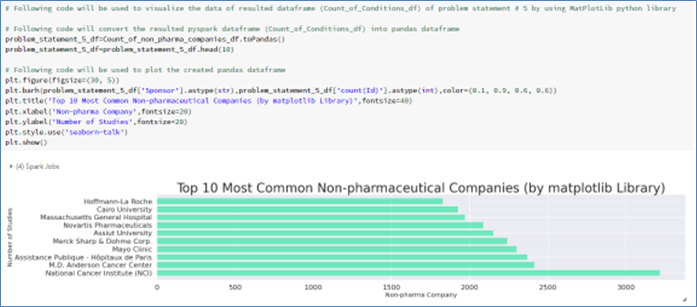 # Following code will be used to visualize the data of resulted dataframe (Count_of_Conditions_df) of problem statement # 5 by using MatPlotLib python library
# Following code will convert the resulted pyspark dataframe (Count_of_Conditions_df) into pandas dataframe
problem_statement_5_df=Count_of_non_pharma_companies_df.toPandas()
problem_statement_5_df=problem_statement_5_df.head(10)
# Following code will be used to plot the created pandas dataframe
plt.figure(figsize=(30, 5))
plt.barh(problem_statement_5_df['Sponsor'].astype(str),problem_statement_5_df['count(Id)'].astype(int),color=(0.1, 0.9, 0.6, 0.6))
plt.title('Top 10 Most Common Non-pharmaceutical Companies (by matplotlib Library)',fontsize=40)
plt.xlabel('Non-pharma Company',fontsize=20)
plt.ylabel('Number of Studies',fontsize=20)
plt.style.use('seaborn-talk')
plt.show()
(4) Spark Jobs
Top 10 Most Common Non-pharmaceutical Companies (by matplotlib Library)
Number of Studies
Hoffmann-La Roche
Cairo University
Massachusetts General Hospital
Novartis Pharmaceuticals
Assiut University
Merck Sharp & Dohme Corp.
Mayo Clinic
Assistance Publique - Hôpitaux de Paris
M.D. Anderson Cancer Center
National Cancer Institute (NCI)
0 500 1000 1500 2000 2500 3000
Non-pharma Company